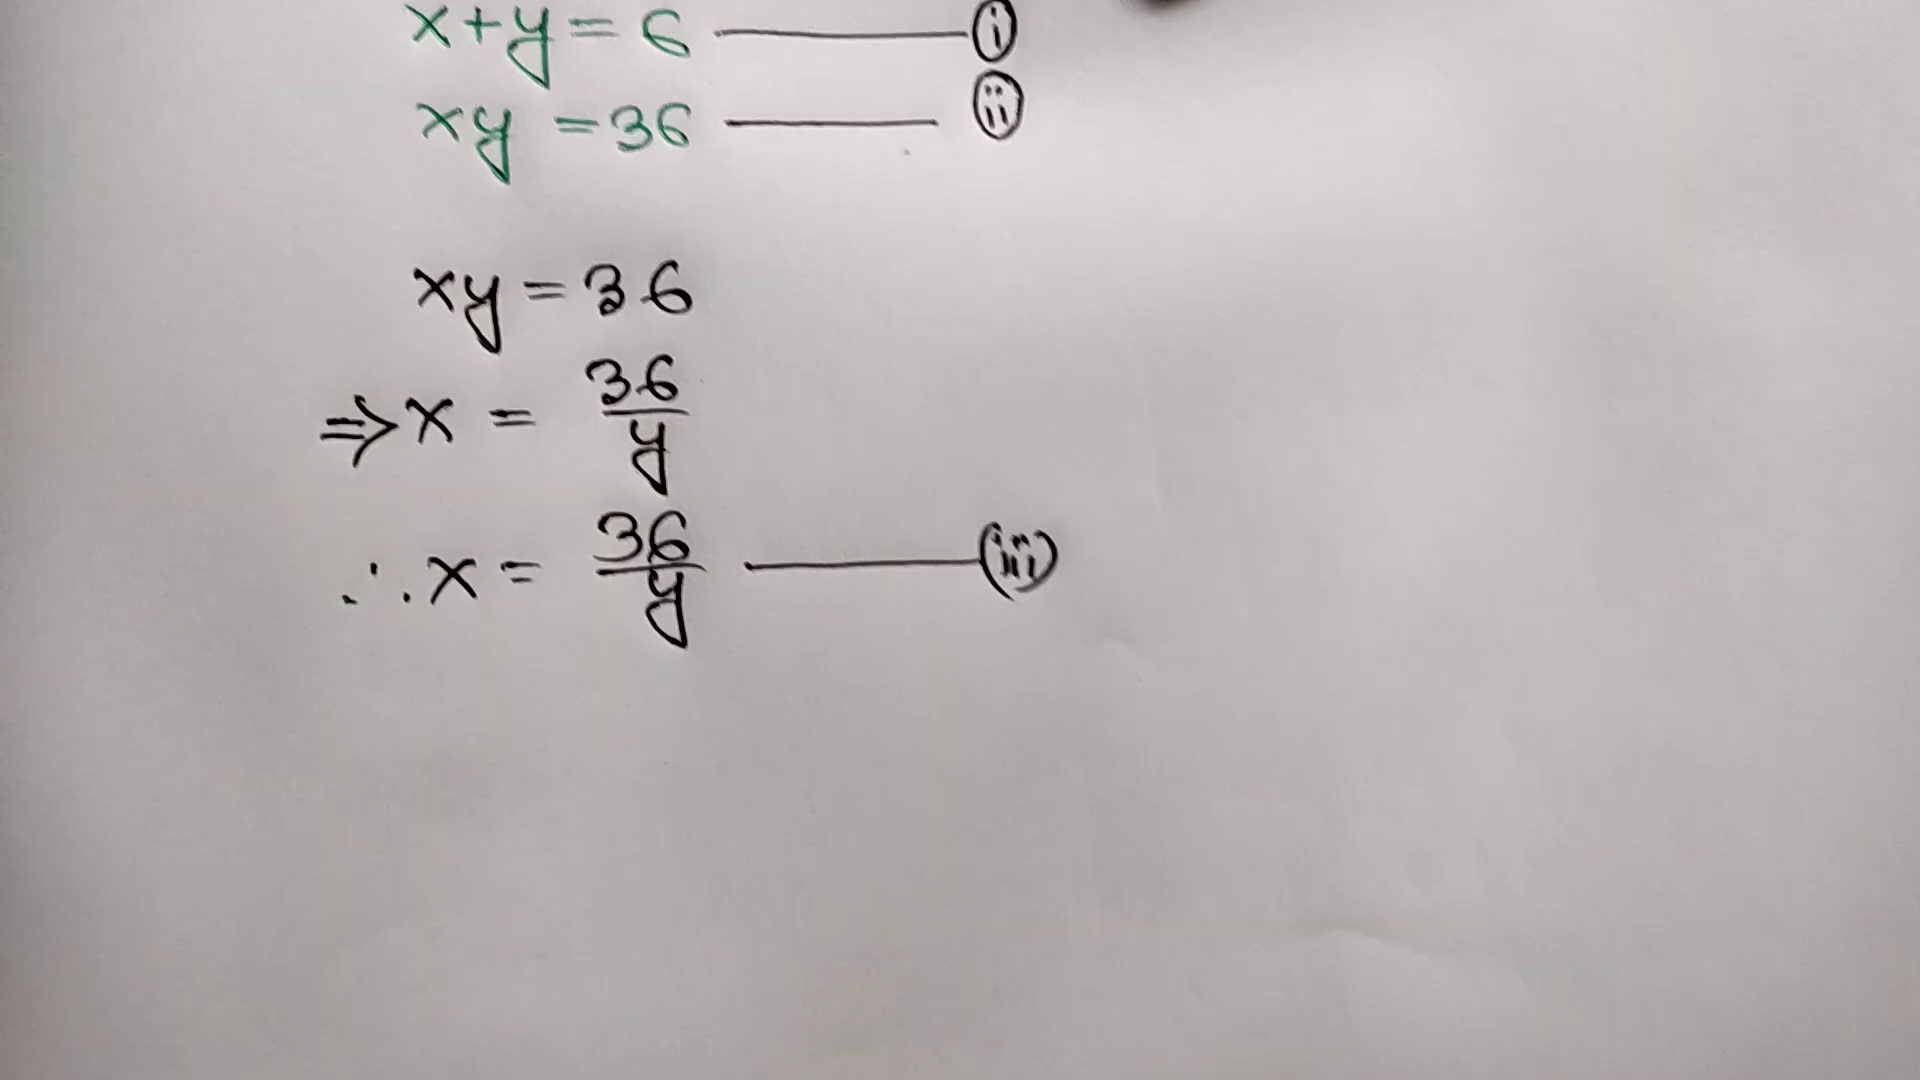 x+y = 6 ——— (i)
xy = 36 ——— (ii)
xy = 36
⇒ x = 36/y
∴ x = 36/y ——— (iii)